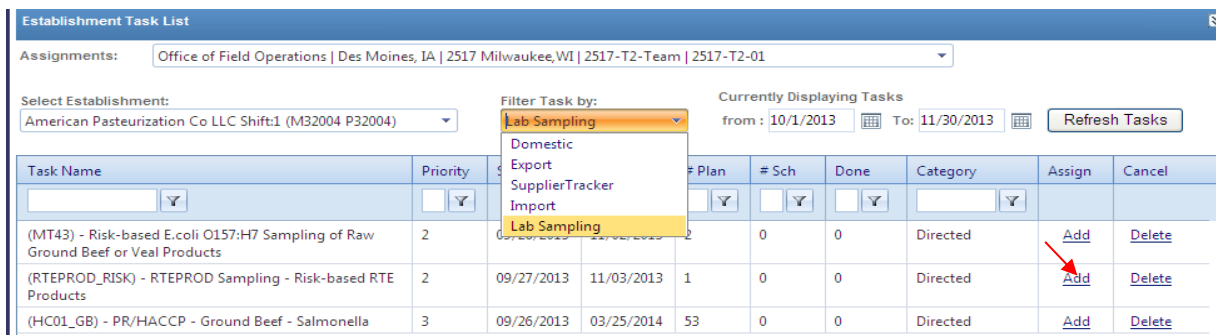 Establishment Task List
Assignments: Office of Field Operations | Des Moines, IA | 2517 Milwaukee,WI | 2517-T2-Team | 2517-T2-01
Select Establishment: Filter Task by: Currently Displaying Tasks
American Pasteurization Co LLC Shift:1 (M32004 P32004) Lab Sampling from : 10/1/2013 To: 11/30/2013 Refresh Tasks
Domestic
Export
SupplierTracker
Import
Lab Sampling
Task Name Priority # Plan # Sch Done Category Assign Cancel
(MT43) - Risk-based E.coli O157:H7 Sampling of Raw 2 0 0 Directed Add Delete
Ground Beef or Veal Products
(RTEPROD_RISK) - RTEPROD Sampling - Risk-based RTE 2 09/27/2013 11/03/2013 1 0 0 Directed Add Delete
Products
(HC01_GB) - PR/HACCP - Ground Beef - Salmonella 3 09/26/2013 03/25/2014 53 0 0 Directed Add Delete